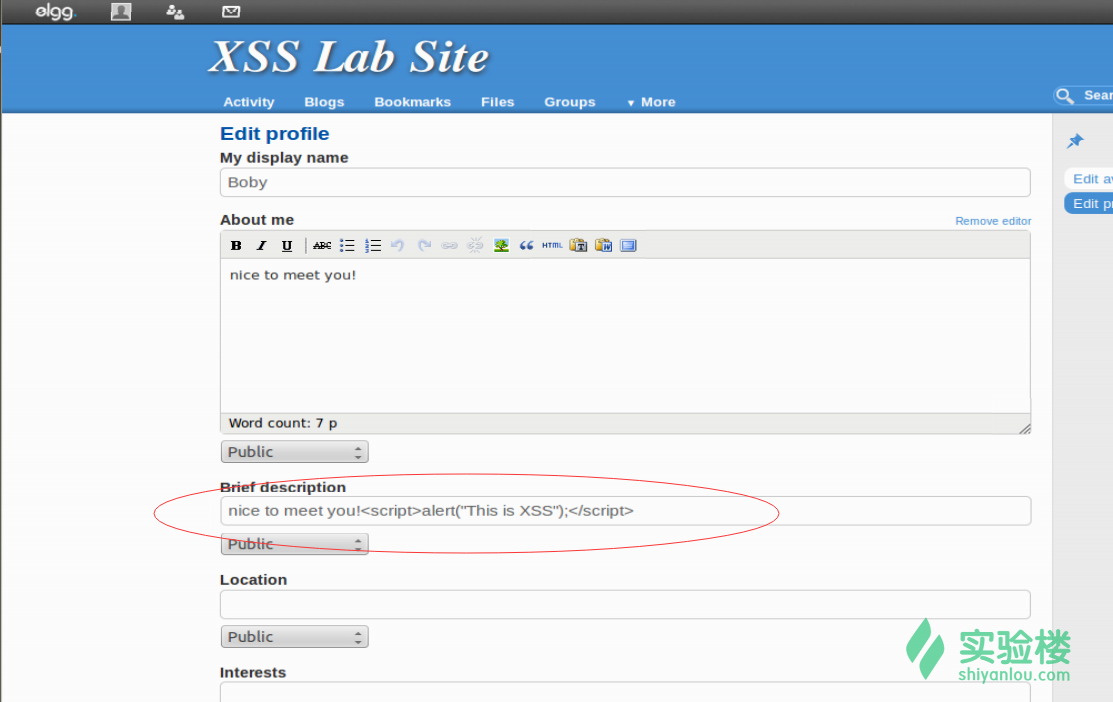 elgg.
XSS Lab Site
Activity Blogs Bookmarks Files Groups ▼ More
Sear
Edit profile
My display name
Boby
Edit av
Edit pr
About me
Remove editor
B I U ABC HTML
nice to meet you!
Word count: 7 p
Public
Brief description
nice to meet you!<script>alert("This is XSS");</script>
Public
Location
Public
Interests
实验楼
shiyanlou.com